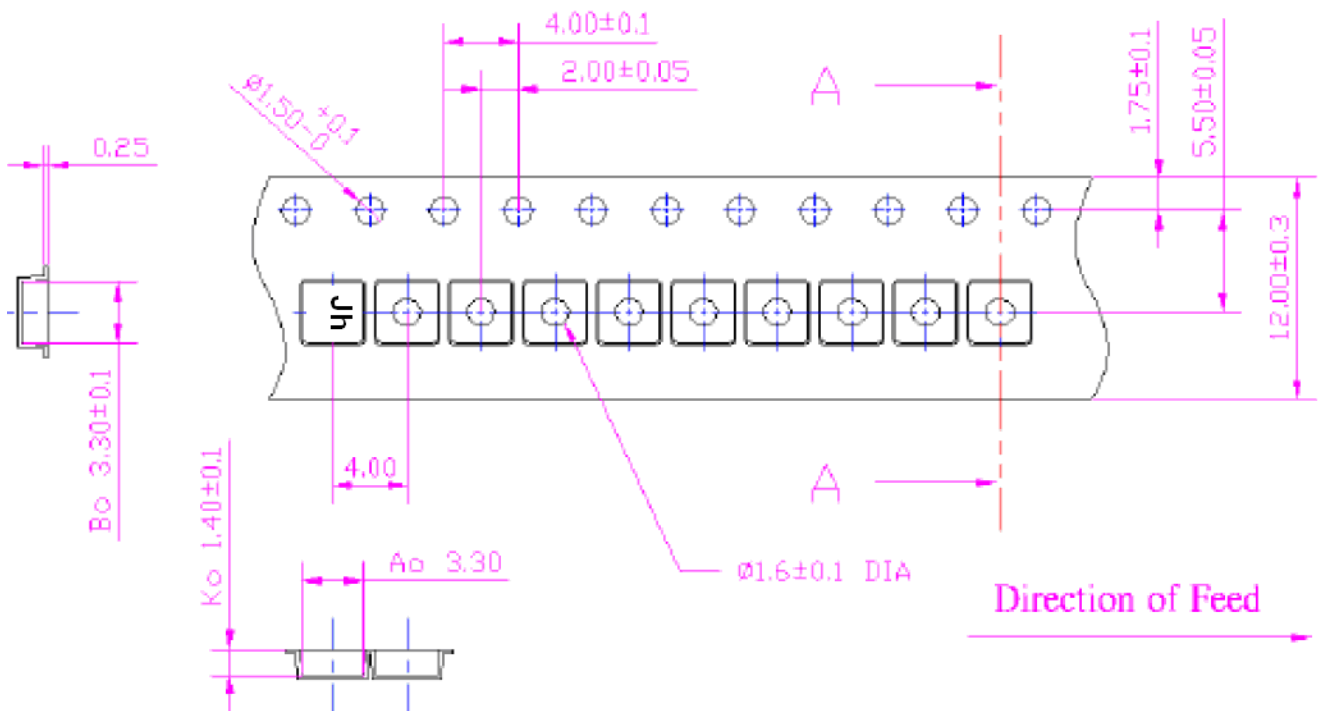 4.00±0.1
2.00±0.05
Ø1.50 +0.1 -0
0.25
A
1.75±0.1
5.50±0.05
12.00±0.3
Jh
Bo 3.30±0.1
4.00
Ko 1.40±0.1
Ao 3.30
Ø1.6±0.1 DIA
A
Direction of Feed